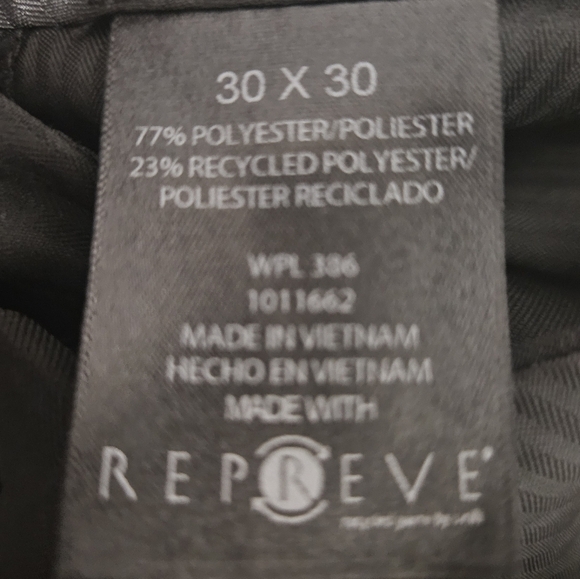 30 X 30
77% POLYESTER/POLIESTER
23% RECYCLED POLYESTER/
POLIESTER RECICLADO
WPL 386
1011662
MADE IN VIETNAM
HECHO EN VIETNAM
MADE WITH
REPREVE